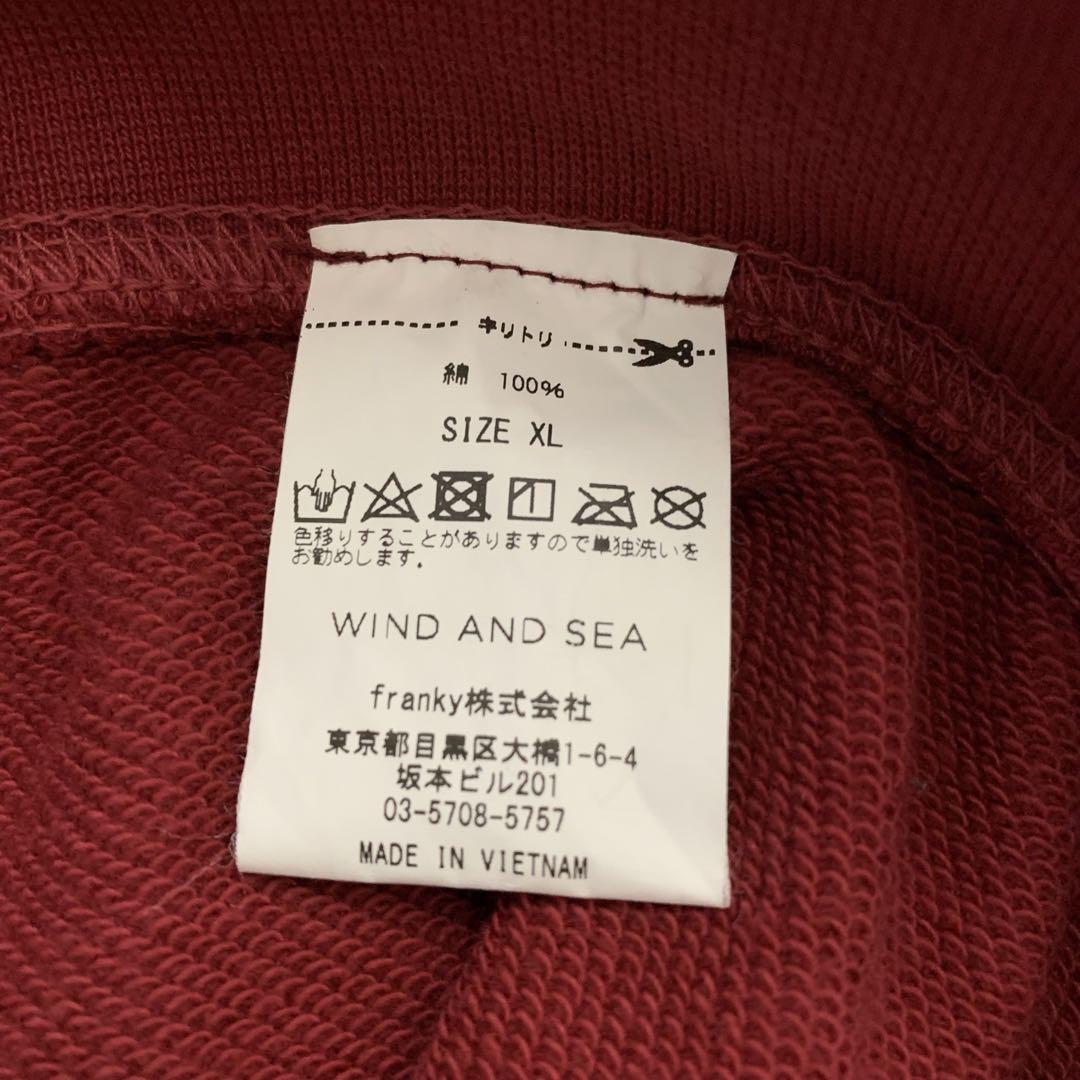 キリトリ
綿 100%
SIZE XL
色移りすることがありますので単独洗いを
お勧めします.
WIND AND SEA
franky株式会社
東京都目黒区大橋1-6-4
坂本ビル201
03-5708-5757
MADE IN VIETNAM